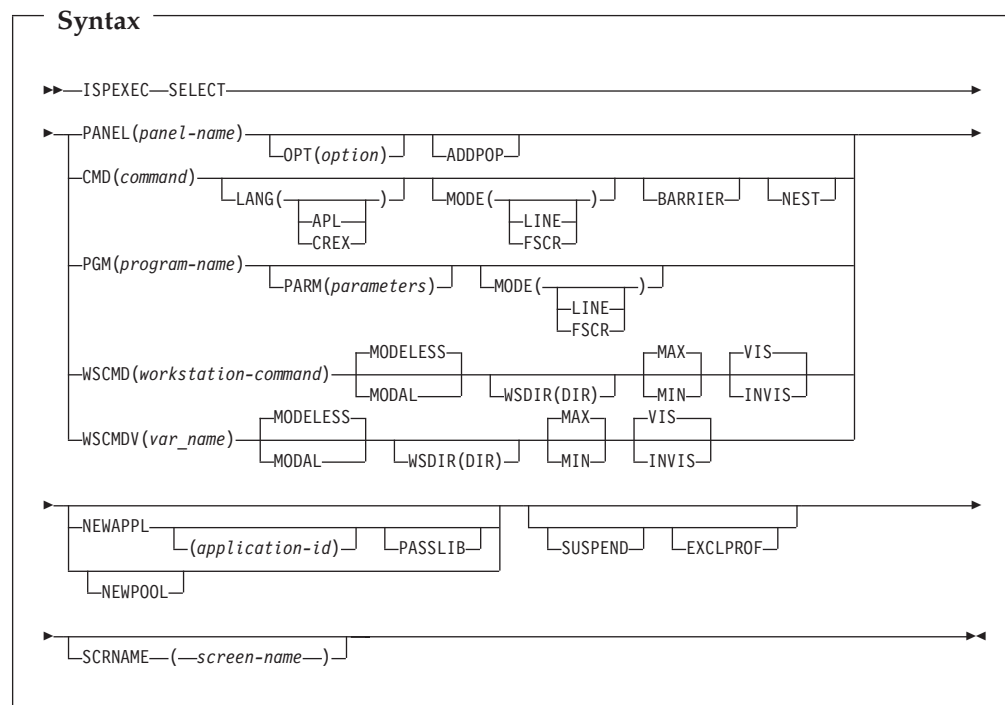 Syntax
ISPEXEC SELECT
PANEL(panel-name)
OPT(option) ADDPOP
CMD(command)
LANG( ) MODE( ) BARRIER NEST
APL LINE
CREX FSCR
PGM(program-name)
PARM(parameters) MODE( )
LINE
FSCR
MODELESS MAX VIS
WSCMD(workstation-command)
MODAL WSDIR(DIR) MIN INVIS
MODELESS MAX VIS
WSCMDV(var_name)
MODAL WSDIR(DIR) MIN INVIS
NEWAPPL
(application-id) PASSLIB SUSPEND EXCLPROF
NEWPOOL
SCRNAME ( screen-name )